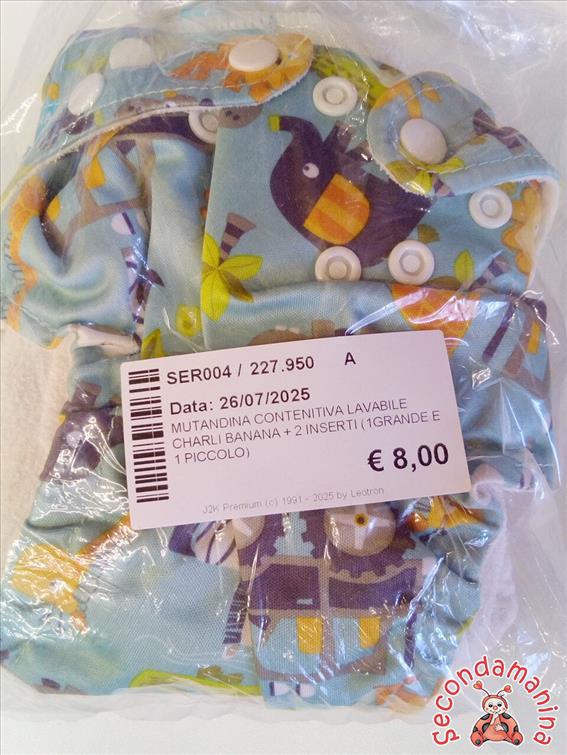 SER004 / 227.950 A
Data: 26/07/2025
MUTANDINA CONTENITIVA LAVABILE
CHARLI BANANA + 2 INSERTI (1GRANDE E
1 PICCOLO)
€ 8,00
J2K Premium (c) 1991 - 2025 by Leotron
Secondamanina